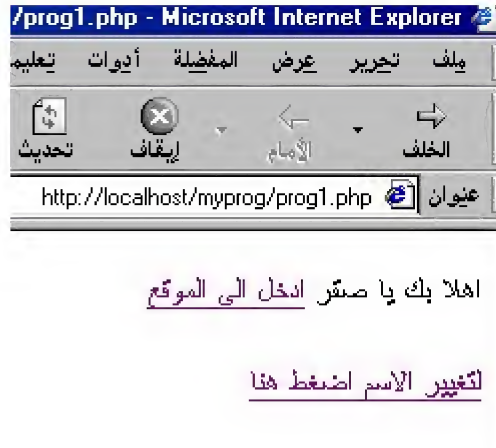 /prog1.php - Microsoft Internet Explorer
ملف تحرير عرض المفضلة أدوات تعليم
الخلف الأمام إيقاف تحديث
عنوان http://localhost/myprog/prog1.php
اهلا بك يا صقر ادخل الى الموقع
لتغيير الاسم اضغط هنا